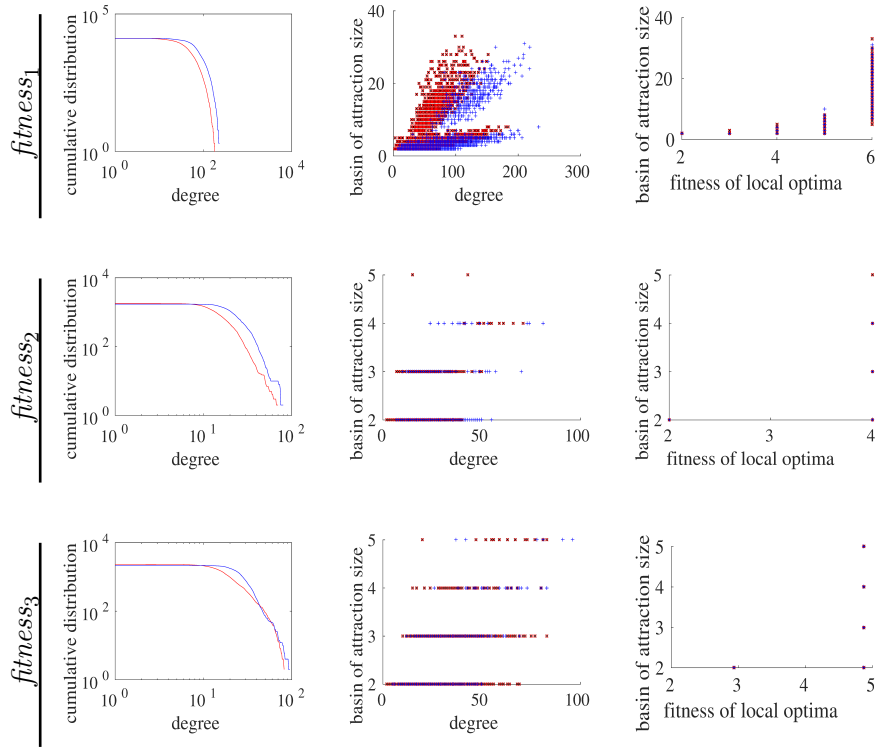 fitness1
cumulative distribution
10^5
10^0
10^0
10^2
10^4
degree
basin of attraction size
40
20
0
0
100
200
300
degree
basin of attraction size
40
20
0
2
4
6
fitness of local optima
fitness2
cumulative distribution
10^4
10^2
10^0
10^0
10^1
10^2
degree
basin of attraction size
5
4
3
2
0
50
100
degree
basin of attraction size
5
4
3
2
2
3
4
fitness of local optima
fitness3
cumulative distribution
10^4
10^2
10^0
10^0
10^1
10^2
degree
basin of attraction size
5
4
3
2
0
50
100
degree
basin of attraction size
5
4
3
2
2
3
4
5
fitness of local optima